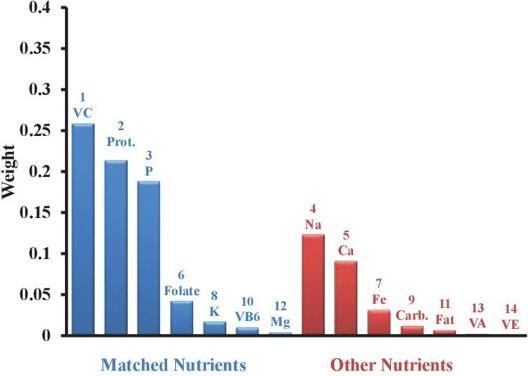 0.4
0.35
0.3
0.25
0.2
0.15
0.1
0.05
0
Weight
1
VC
2
Prot.
3
P
6
Folate
8
K
10
VB6
12
Mg
4
Na
5
Ca
7
Fe
9
Carb.
11
Fat
13
VA
14
VE
Matched Nutrients
Other Nutrients